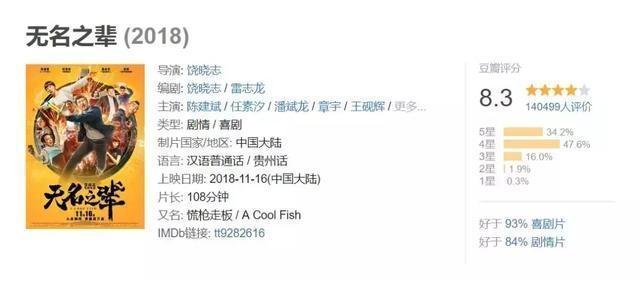 无名之辈 (2018)
无名之辈
11.16
导演: 饶晓志
编剧: 饶晓志 / 雷志龙
主演: 陈建斌 / 任素汐 / 潘斌龙 / 章宇 / 王砚辉 / 更多...
类型: 剧情 / 喜剧
制片国家/地区: 中国大陆
语言: 汉语普通话 / 贵州话
上映日期: 2018-11-16(中国大陆)
片长: 108分钟
又名: 慌枪走板 / A Cool Fish
IMDb链接: tt9282616
豆瓣评分
8.3
140499人评价
5星 34.2%
4星 47.6%
3星 16.0%
2星 1.9%
1星 0.3%
好于 93% 喜剧片
好于 84% 剧情片